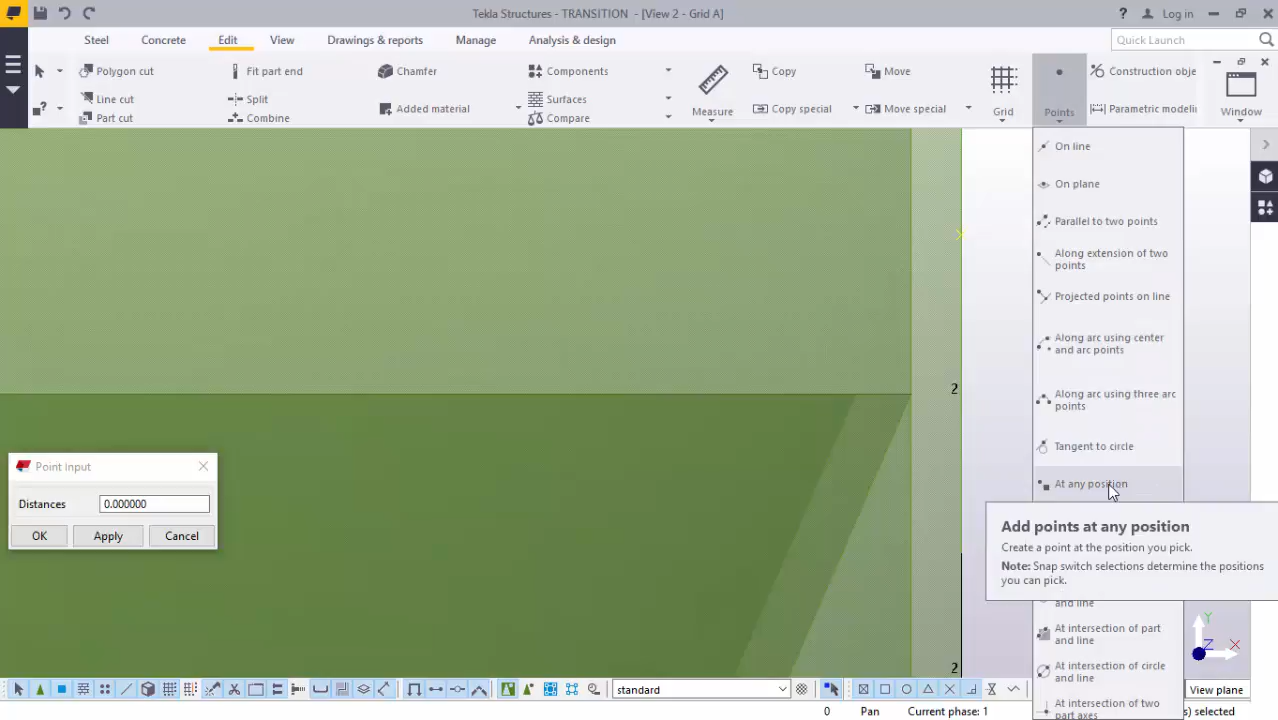 Tekla Structures - TRANSITION - [View 2 - Grid A]
? Log in
Steel Concrete Edit View Drawings & reports Manage Analysis & design Quick Launch
Polygon cut Fit part end Chamfer Components Copy Move Construction obje
Line cut Split Added material Surfaces Measure Copy special Move special Grid Points Parametric modeli Window
Part cut Combine Compare
On line
On plane
Parallel to two points
Along extension of two
points
Projected points on line
Along arc using center
and arc points
2
Along arc using three arc
points
Tangent to circle
Point input
At any position
Distances 0.000000
OK Apply Cancel
Add points at any position
Create a point at the position you pick.
Note: Snap switch selections determine the positions
you can pick.
and line
At intersection of part
and line
Y
Z X
2
At intersection of circle
and line
standard View plane
At intersection of two
part axes
0 Pan Current phase: 1 s) selected